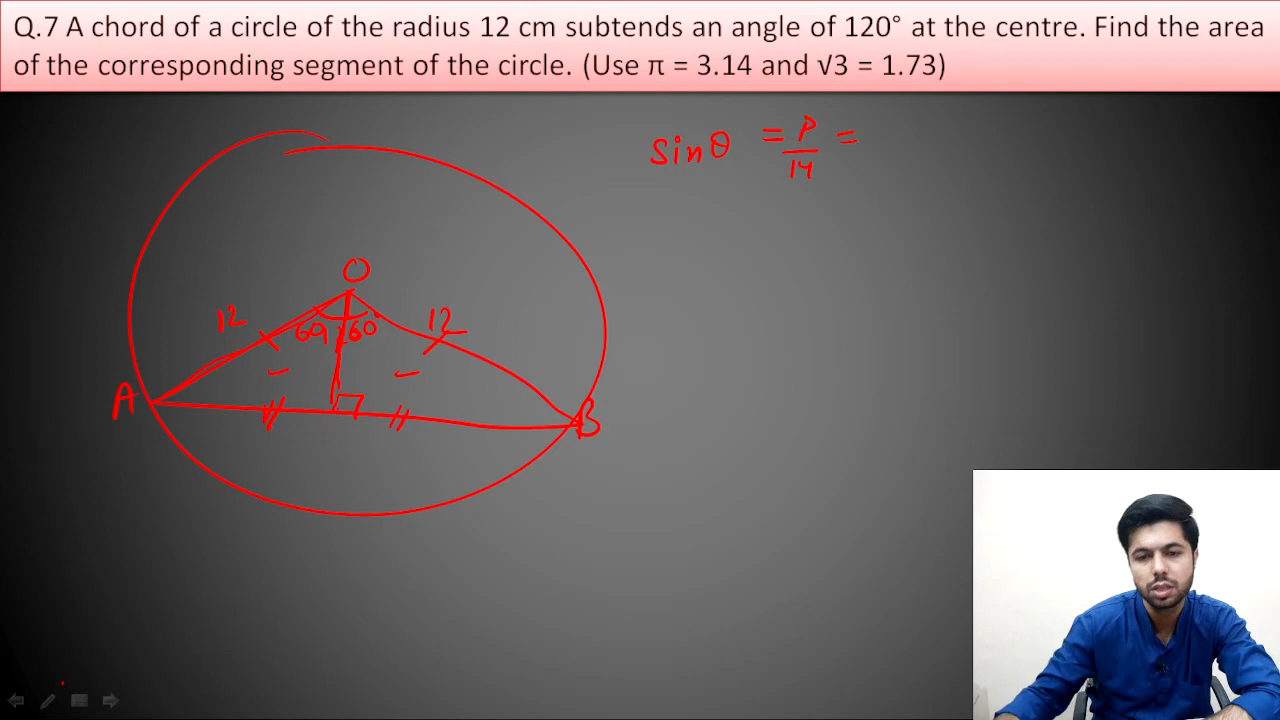 Q.7 A chord of a circle of the radius 12 cm subtends an angle of 120° at the centre. Find the area
of the corresponding segment of the circle. (Use π = 3.14 and √3 = 1.73)
sinθ = P/14 =
O
12
12
60
60
A
B